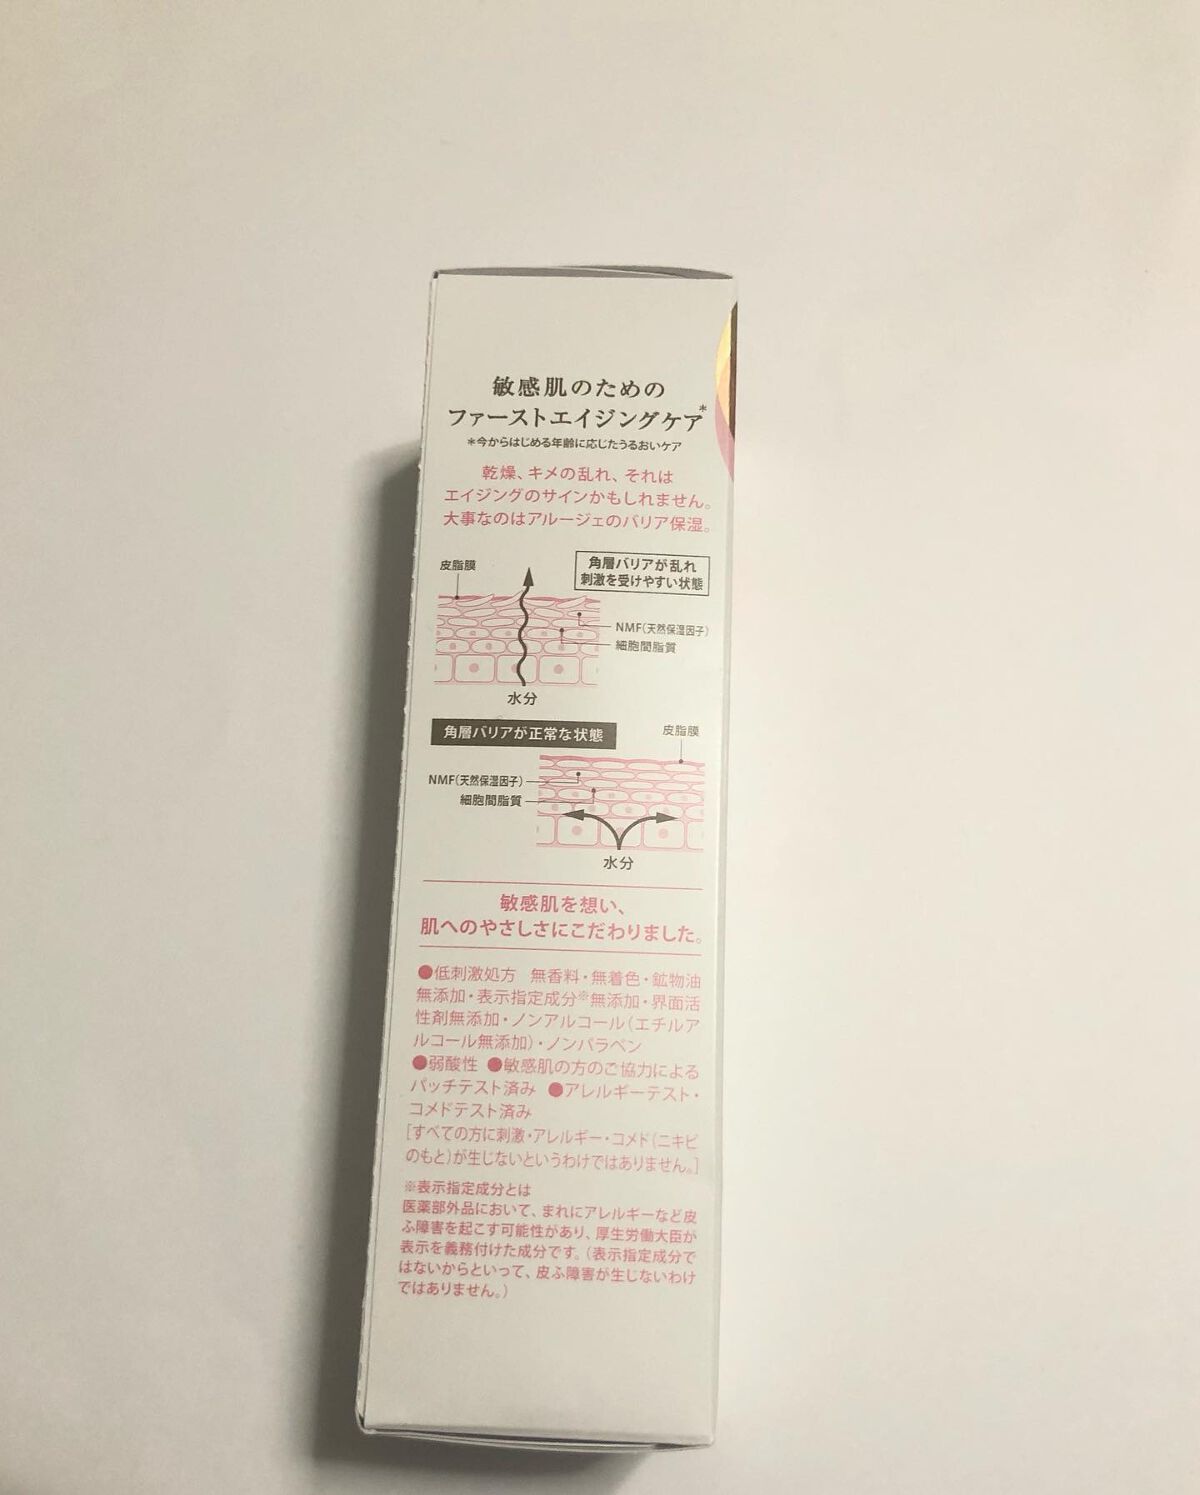 敏感肌のための
ファーストエイジングケア*
*今からはじめる年齢に応じたうるおいケア
乾燥、キメの乱れ、それは
エイジングのサインかもしれません。
大事なのはアルージェのバリア保湿。
皮脂膜
角層バリアが乱れ
刺激を受けやすい状態
NMF(天然保湿因子)
細胞間脂質
水分
角層バリアが正常な状態
皮脂膜
NMF(天然保湿因子)
細胞間脂質
水分
敏感肌を想い、
肌へのやさしさにこだわりました。
●低刺激処方 無香料・無着色・鉱物油
無添加・表示指定成分※無添加・界面活
性剤無添加・ノンアルコール(エチルア
ルコール無添加)・ノンパラベン
●弱酸性 ●敏感肌の方のご協力による
パッチテスト済み ●アレルギーテスト・
コメドテスト済み
[すべての方に刺激・アレルギー・コメド(ニキビ
のもと)が生じないというわけではありません。]
※表示指定成分とは
医薬部外品において、まれにアレルギーなど皮
ふ障害を起こす可能性があり、厚生労働大臣が
表示を義務付けた成分です。(表示指定成分で
はないからといって、皮ふ障害が生じないわけ
ではありません。)